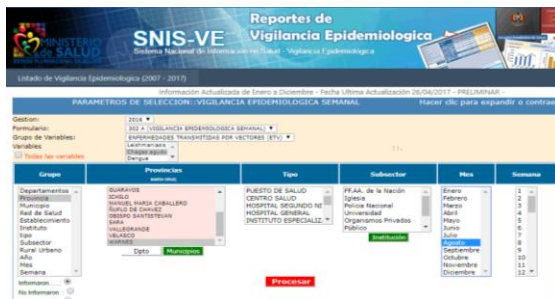 MINISTERIO
de SALUD
SNIS-VE
Sistema Nacional de Información en Salud - Vigilancia Epidemiológica
Reportes de
Vigilancia Epidemiologica
Listado de Vigilancia Epidemiologica (2007 - 2017)
Información Actualizada de Enero a Diciembre - Fecha Ultima Actualización 26/04/2017 - PRELIMINAR -
PARAMETROS DE SELECCION::VIGILANCIA EPIDEMIOLOGICA SEMANAL
Hacer clic para expandir o contrae
Gestion:
2016
Formulario:
302 A (VIGILANCIA EPIDEMIOLOGICA SEMANAL)
Grupo de Variables:
ENFERMEDADES TRANSMITIDAS POR VECTORES (ETV)
Variables
Leishmaniasis
Chagas agudo
Dengue
Todas las variables
Grupo
Provincias
Tipo
Subsector
Mes
Semana
Departamentos
Provincia
Municipio
Red de Salud
Establecimiento
Instituto
tipo
Subsector
Rural Urbano
Año
Mes
Semana
GUARAYOS
ICHILO
MANUEL MARIA CABALLERO
ÑUFLO DE CHAVEZ
OBISPO SANTISTEVAN
SARA
VALLEGRANDE
VELASCO
WARNES
Dpto
Municipios
PUESTO DE SALUD
CENTRO SALUD
HOSPITAL SEGUNDO NI
HOSPITAL GENERAL
INSTITUTO ESPECIALIZ.
FF.AA. de la Nación
Iglesia
Policia Nacional
Universidad
Organismos Privados
Público
Institución
Enero
Febrero
Marzo
Abril
Mayo
Junio
Julio
Agosto
Septiembre
Octubre
Noviembre
Diciembre
1
2
3
4
5
6
7
8
9
10
11
12
Informaron
No Informaron
Procesar